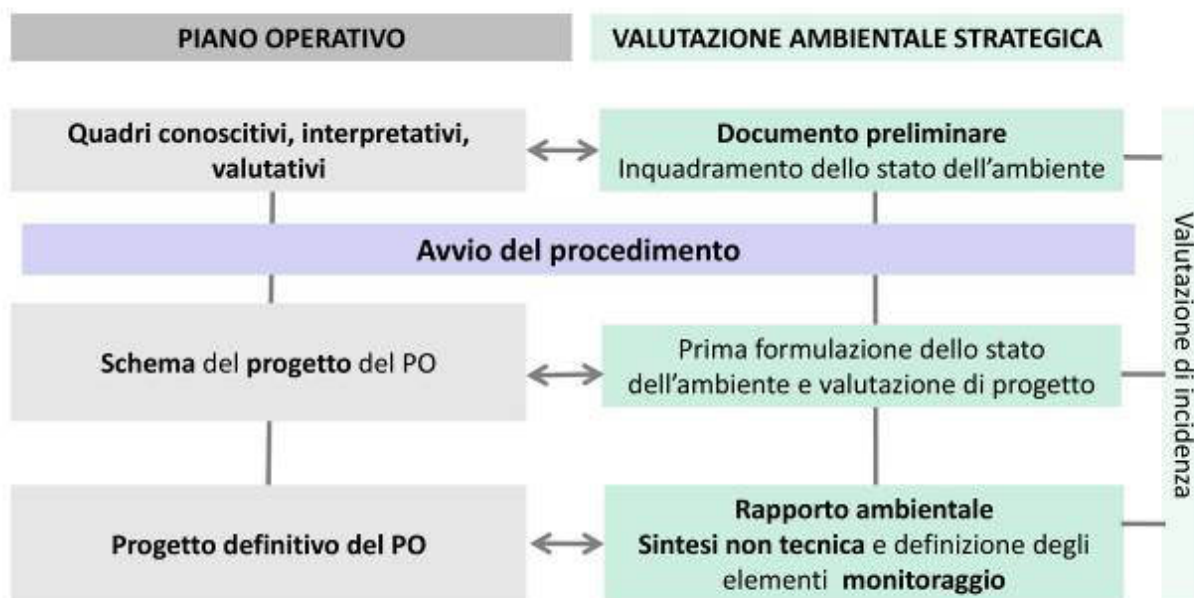 PIANO OPERATIVO
VALUTAZIONE AMBIENTALE STRATEGICA
Quadri conoscitivi, interpretativi,
valutativi
Documento preliminare
Inquadramento dello stato dell'ambiente
Avvio del procedimento
Schema del progetto del PO
Prima formulazione dello stato
dell'ambiente e valutazione di progetto
Progetto definitivo del PO
Rapporto ambientale
Sintesi non tecnica e definizione degli
elementi monitoraggio
Valutazione di incidenza